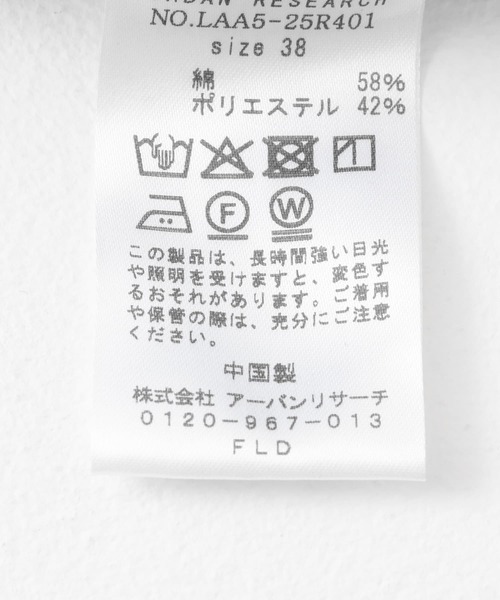 URBAN RESEARCH
NO.LAA5-25R401
size 38
綿 58%
ポリエステル 42%
F W
この製品は、長時間強い日光
や照明を受けますと、変色す
るおそれがあります。ご着用
や保管の際は、充分にご注意
ください。
中国製
株式会社 アーバンリサーチ
0120-967-013
FLD